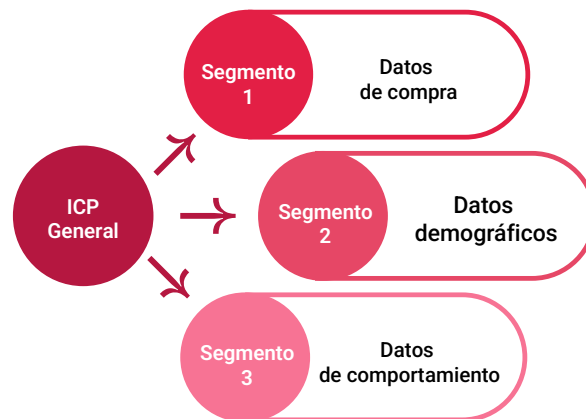 Segmento
1
Datos
de compra
ICP
General
Segmento
2
Datos
demográficos
Segmento
3
Datos
de comportamiento